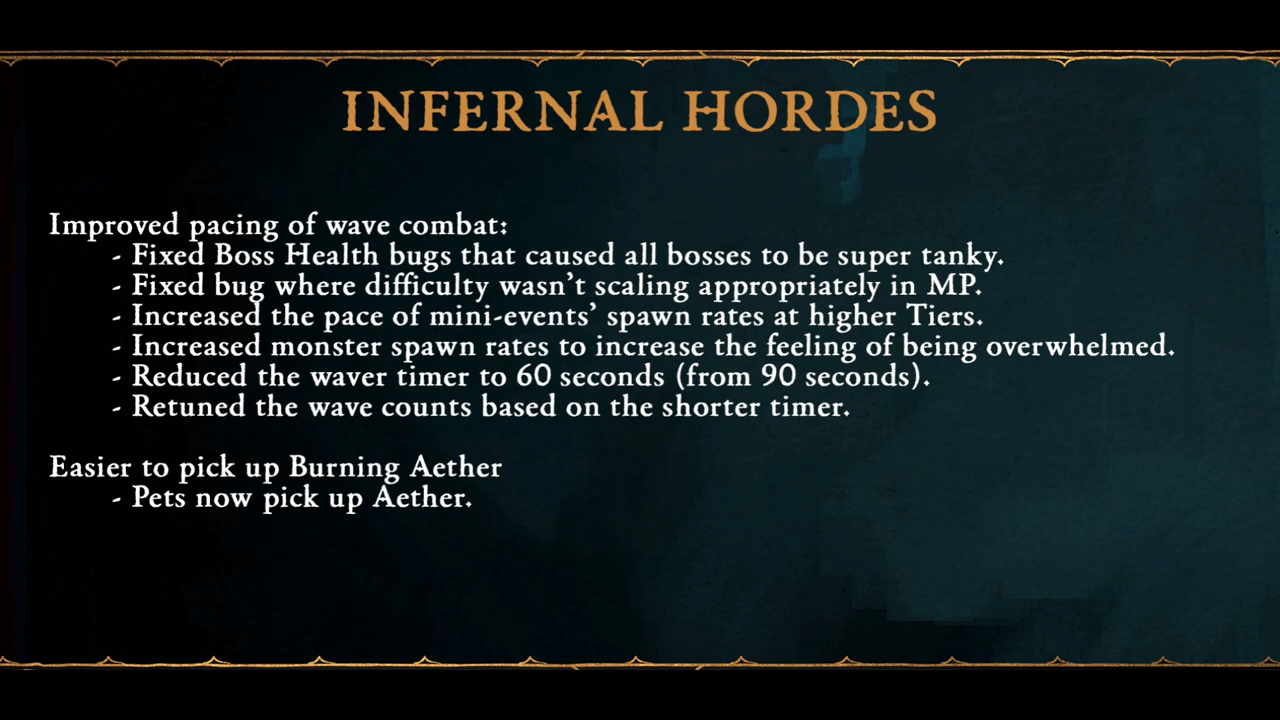 INFERNAL HORDES
Improved pacing of wave combat:
- Fixed Boss Health bugs that caused all bosses to be super tanky.
- Fixed bug where difficulty wasn't scaling appropriately in MP.
- Increased the pace of mini-events' spawn rates at higher Tiers.
- Increased monster spawn rates to increase the feeling of being overwhelmed.
- Reduced the waver timer to 60 seconds (from 90 seconds).
- Retuned the wave counts based on the shorter timer.
Easier to pick up Burning Aether
- Pets now pick up Aether.